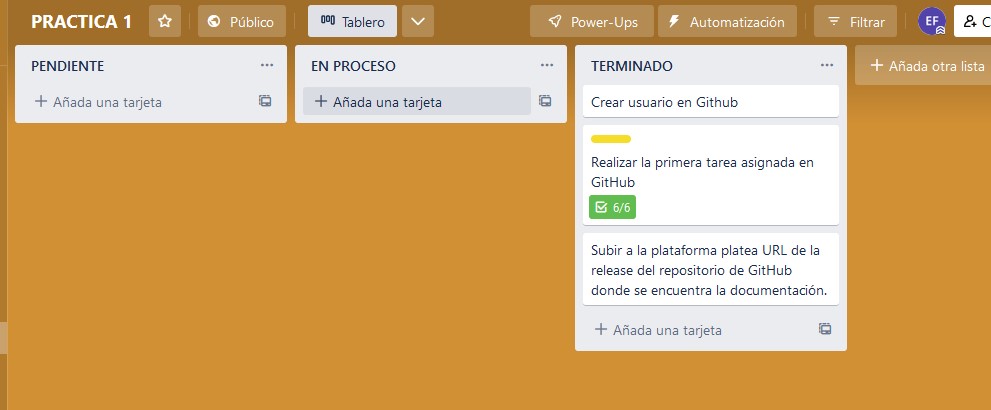 PRACTICA 1
Público
Tablero
Power-Ups
Automatización
Filtrar
EF
C
PENDIENTE
Añada una tarjeta
EN PROCESO
Añada una tarjeta
TERMINADO
Crear usuario en Github
Realizar la primera tarea asignada en
GitHub
6/6
Subir a la plataforma platea URL de la
release del repositorio de GitHub
donde se encuentra la documentación.
Añada una tarjeta
Añada otra lista